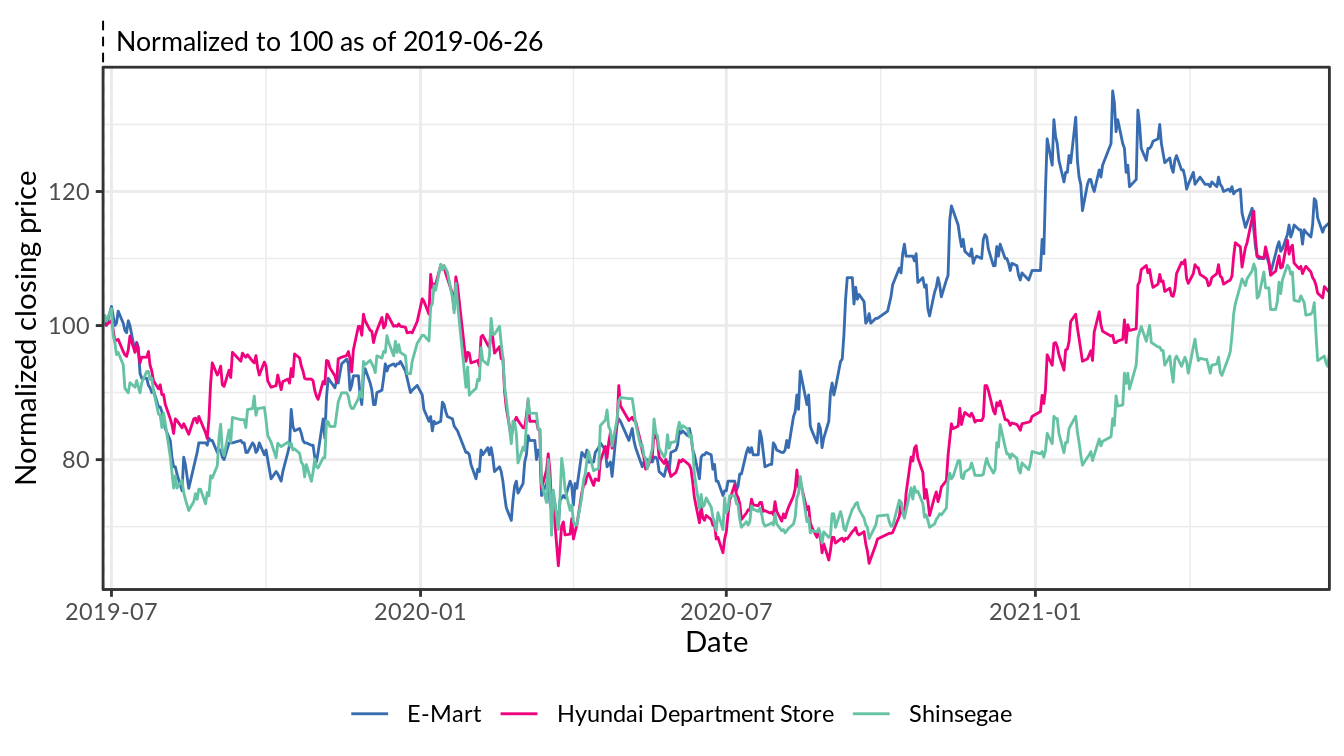 Normalized to 100 as of 2019-06-26
Normalized closing price
120
100
80
2019-07
2020-01
2020-07
2021-01
Date
E-Mart
Hyundai Department Store
Shinsegae